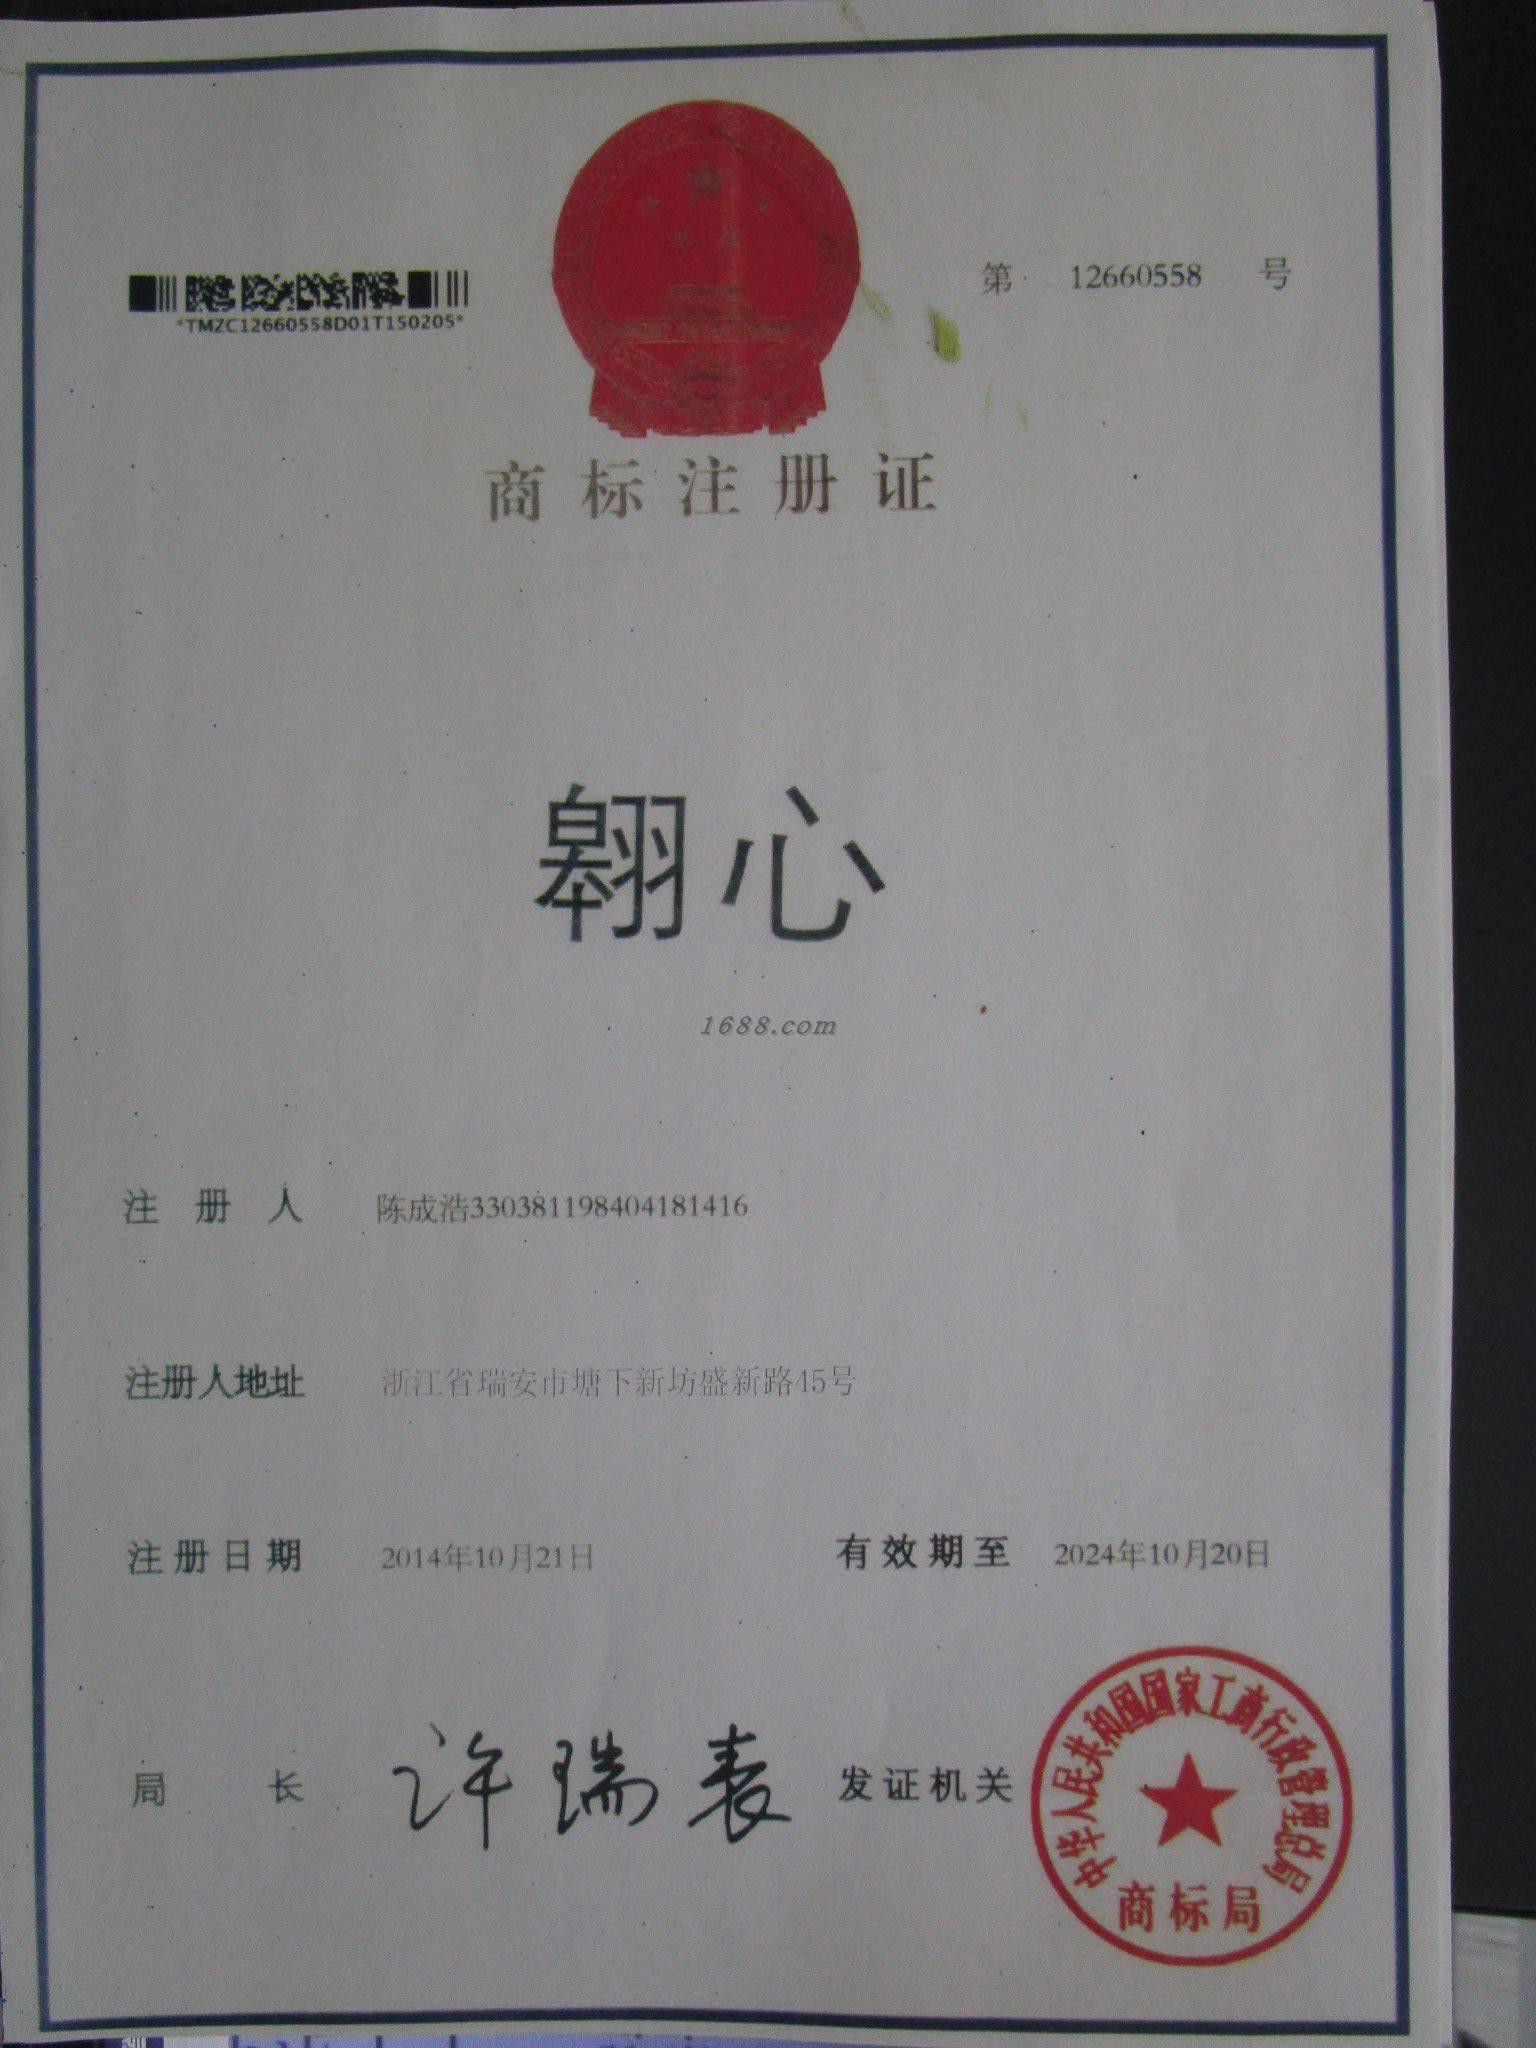 第 12660558 号
*TMZC12660558D01T150205*
商标注册证
翱心
1688.com
注册人 陈成浩330381198404181416
注册人地址 浙江省瑞安市塘下新坊盛新路45号
注册日期 2014年10月21日 有效期至 2024年10月20日
局长 许瑞表 发证机关
中华人民共和国国家工商行政管理总局
商标局